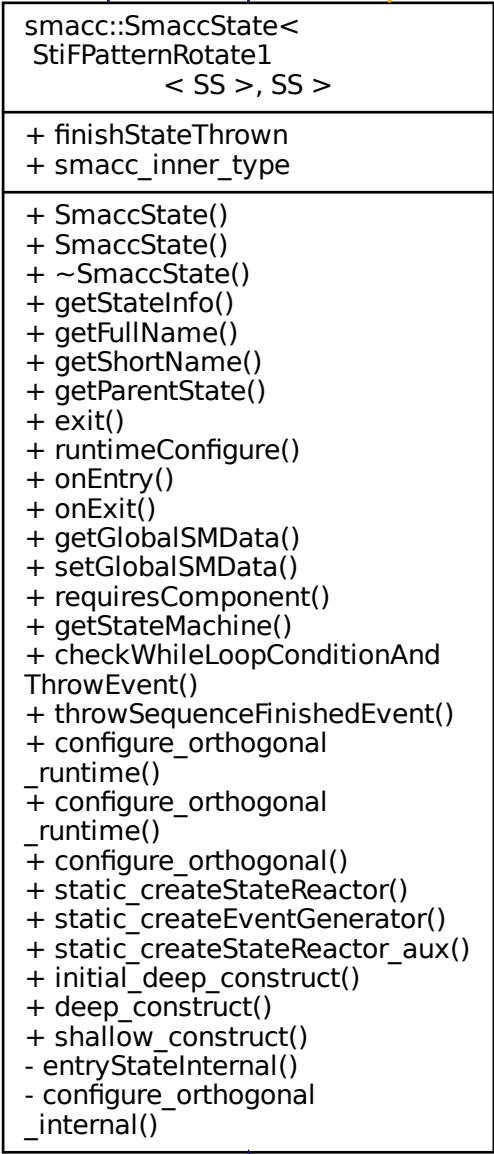 smacc::SmaccState<
StiFPatternRotate1
< SS >, SS >
+ finishStateThrown
+ smacc_inner_type
+ SmaccState()
+ SmaccState()
+ ~SmaccState()
+ getStateInfo()
+ getFullName()
+ getShortName()
+ getParentState()
+ exit()
+ runtimeConfigure()
+ onEntry()
+ onExit()
+ getGlobalSMData()
+ setGlobalSMData()
+ requiresComponent()
+ getStateMachine()
+ checkWhileLoopConditionAnd
ThrowEvent()
+ throwSequenceFinishedEvent()
+ configure_orthogonal
_runtime()
+ configure_orthogonal
_runtime()
+ configure_orthogonal()
+ static_createStateReactor()
+ static_createEventGenerator()
+ static_createStateReactor_aux()
+ initial_deep_construct()
+ deep_construct()
+ shallow_construct()
- entryStateInternal()
- configure_orthogonal
_internal()